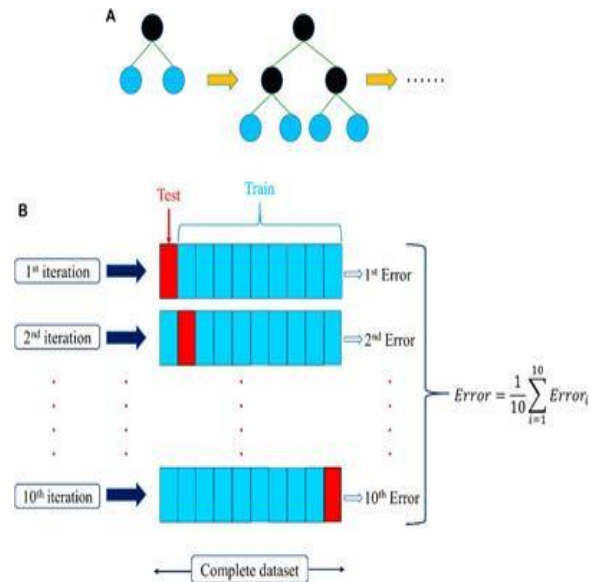 A
......
B
Test
Train
1st iteration
1st Error
2nd iteration
2nd Error
Error = 1/10 ∑_{i=1}^{10} Error_i
10th iteration
10th Error
Complete dataset